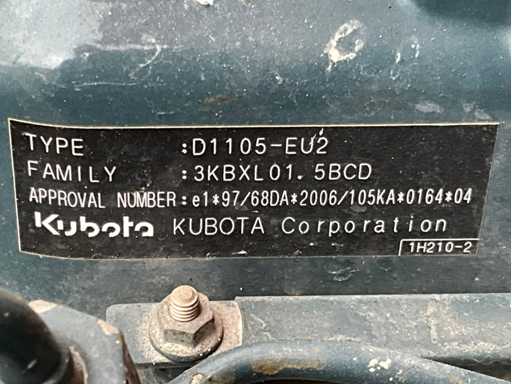 TYPE :D1105-EU2
FAMILY :3KBXL01.5BCD
APPROVAL NUMBER:e1*97/68DA*2006/105KA*0164*04
Kubota KUBOTA Corporation
1H210-2